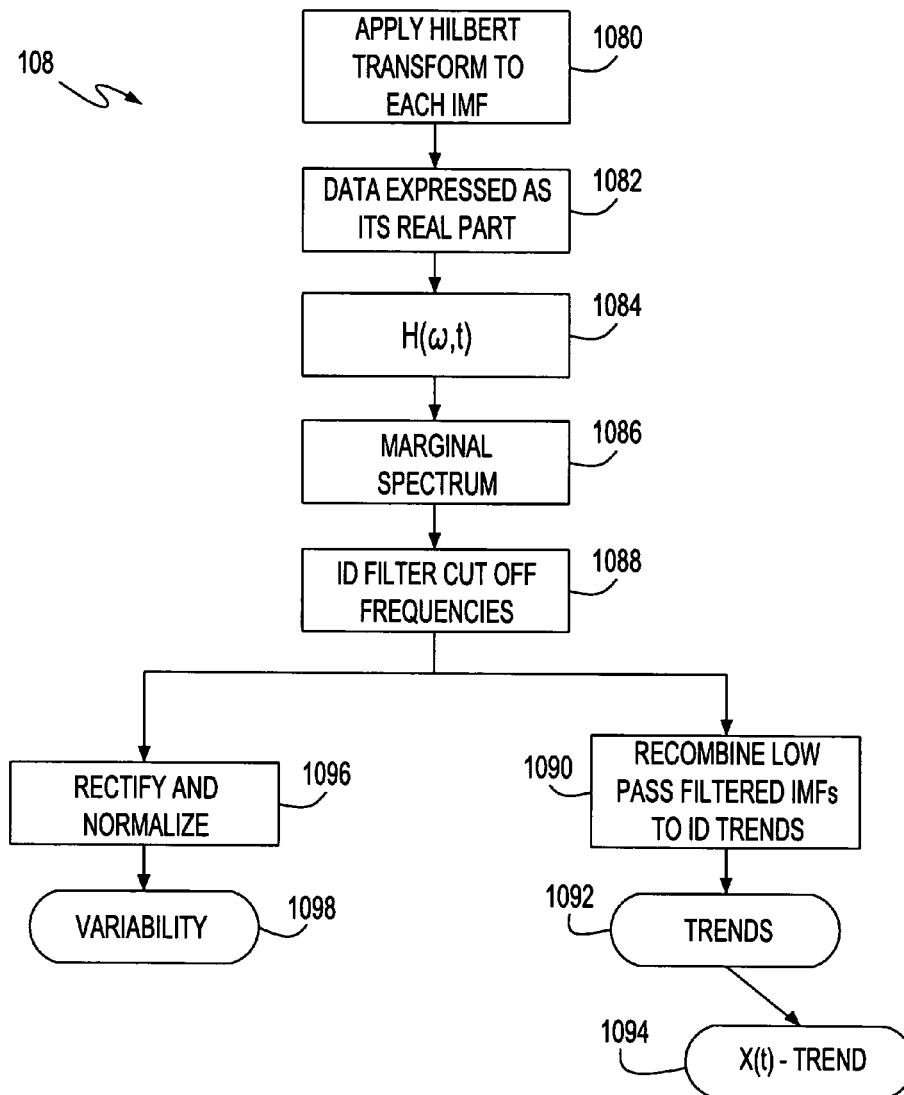 108
APPLY HILBERT
TRANSFORM TO
EACH IMF
1080
DATA EXPRESSED AS
ITS REAL PART
1082
H(ω,t)
1084
MARGINAL
SPECTRUM
1086
ID FILTER CUT OFF
FREQUENCIES
1088
RECTIFY AND
NORMALIZE
1096
VARIABILITY
1098
1090
RECOMBINE LOW
PASS FILTERED IMFs
TO ID TRENDS
1092
TRENDS
1094
X(t) - TREND